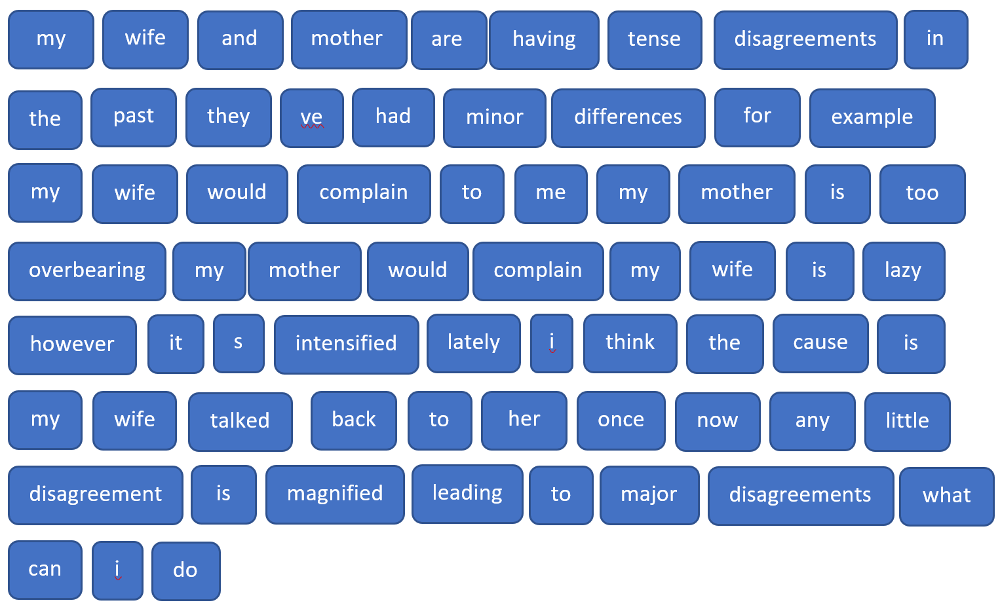 my wife and mother are having tense disagreements in
the past they ve had minor differences for example
my wife would complain to me my mother is too
overbearing my mother would complain my wife is lazy
however it s intensified lately i think the cause is
my wife talked back to her once now any little
disagreement is magnified leading to major disagreements what
can i do